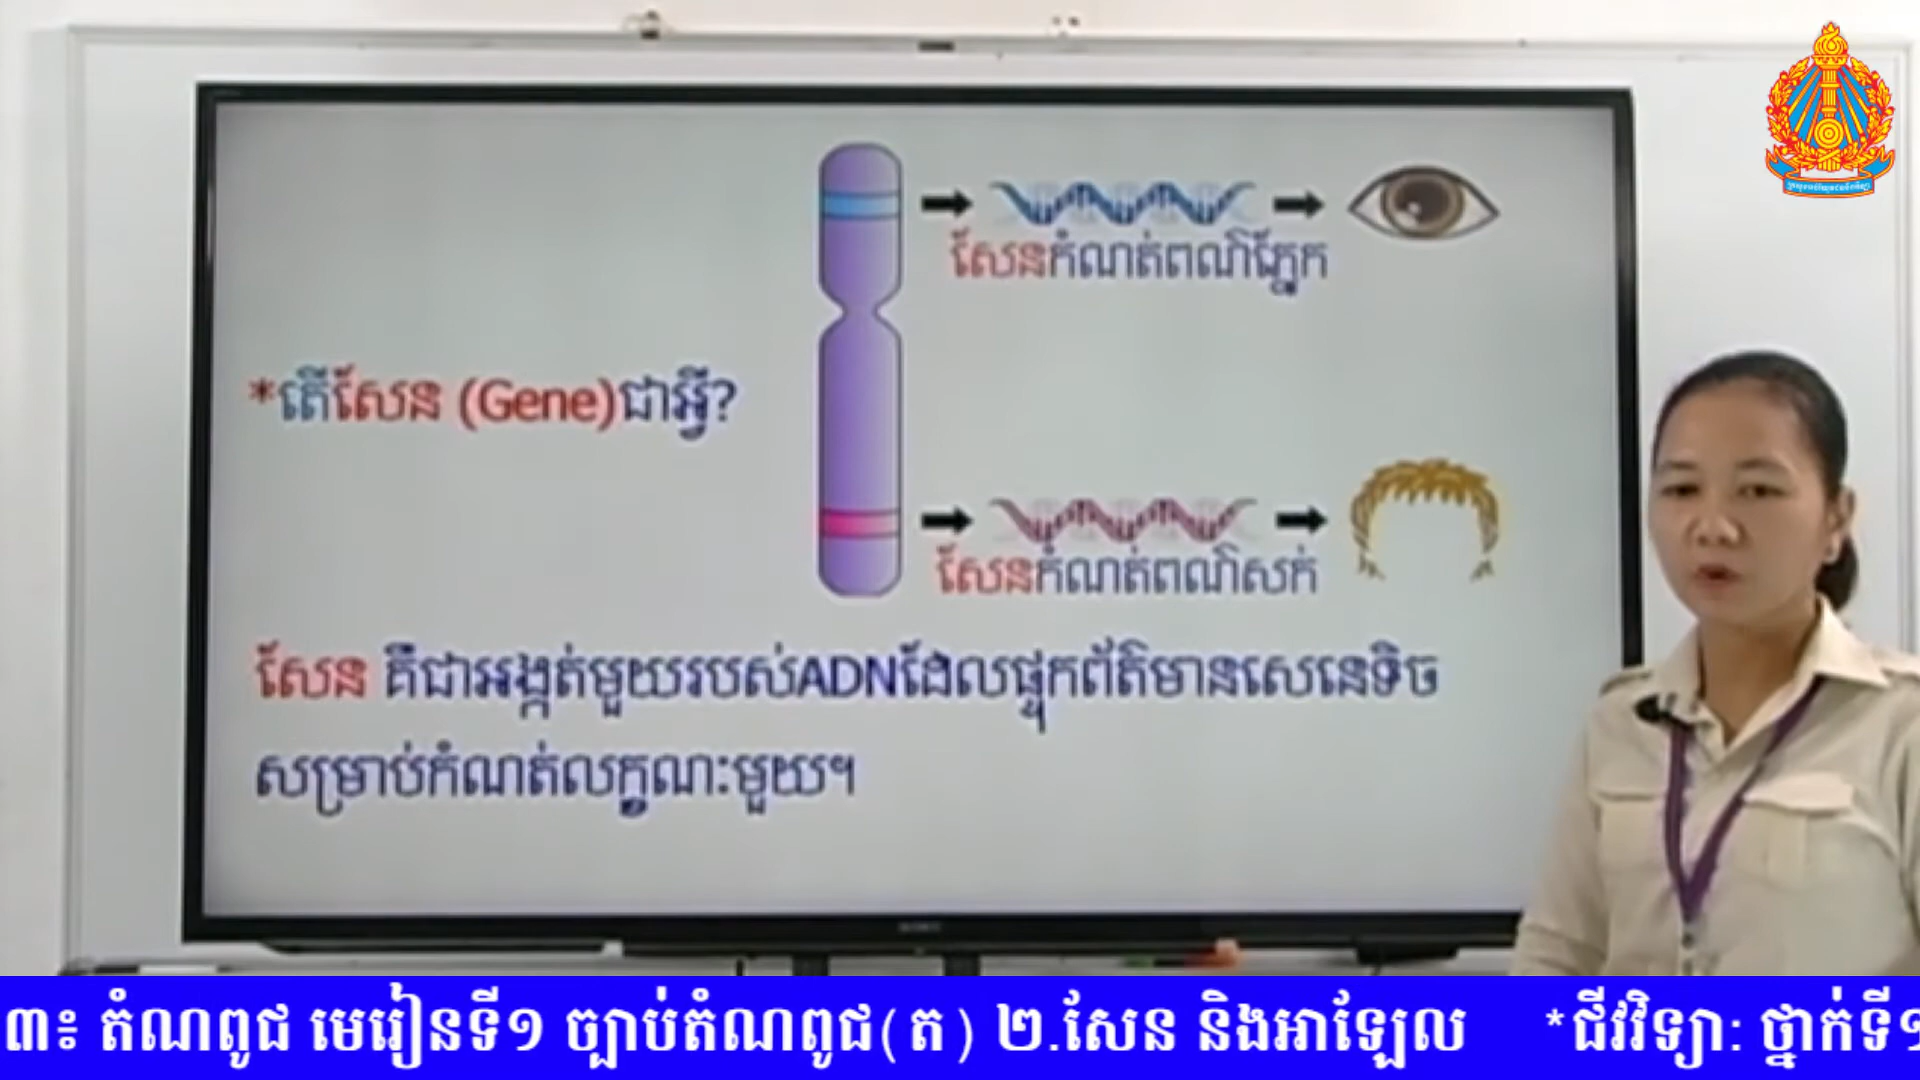 សែនកំណត់ពណ៌ភ្នែក
*តើសែន (Gene)ជាអ្វី?
សែនកំណត់ពណ៌សក់
សែន គឺជាអង្កត់មួយរបស់ADNដែលផ្ទុកព័ត៌មានសេនេទិច
សម្រាប់កំណត់លក្ខណៈមួយ។
៣៖ តំណពូជ មេរៀនទី១ ច្បាប់តំណពូជ(ត) ២.សែន និងអាឡែល *ជីវវិទ្យា: ថ្នាក់ទី១